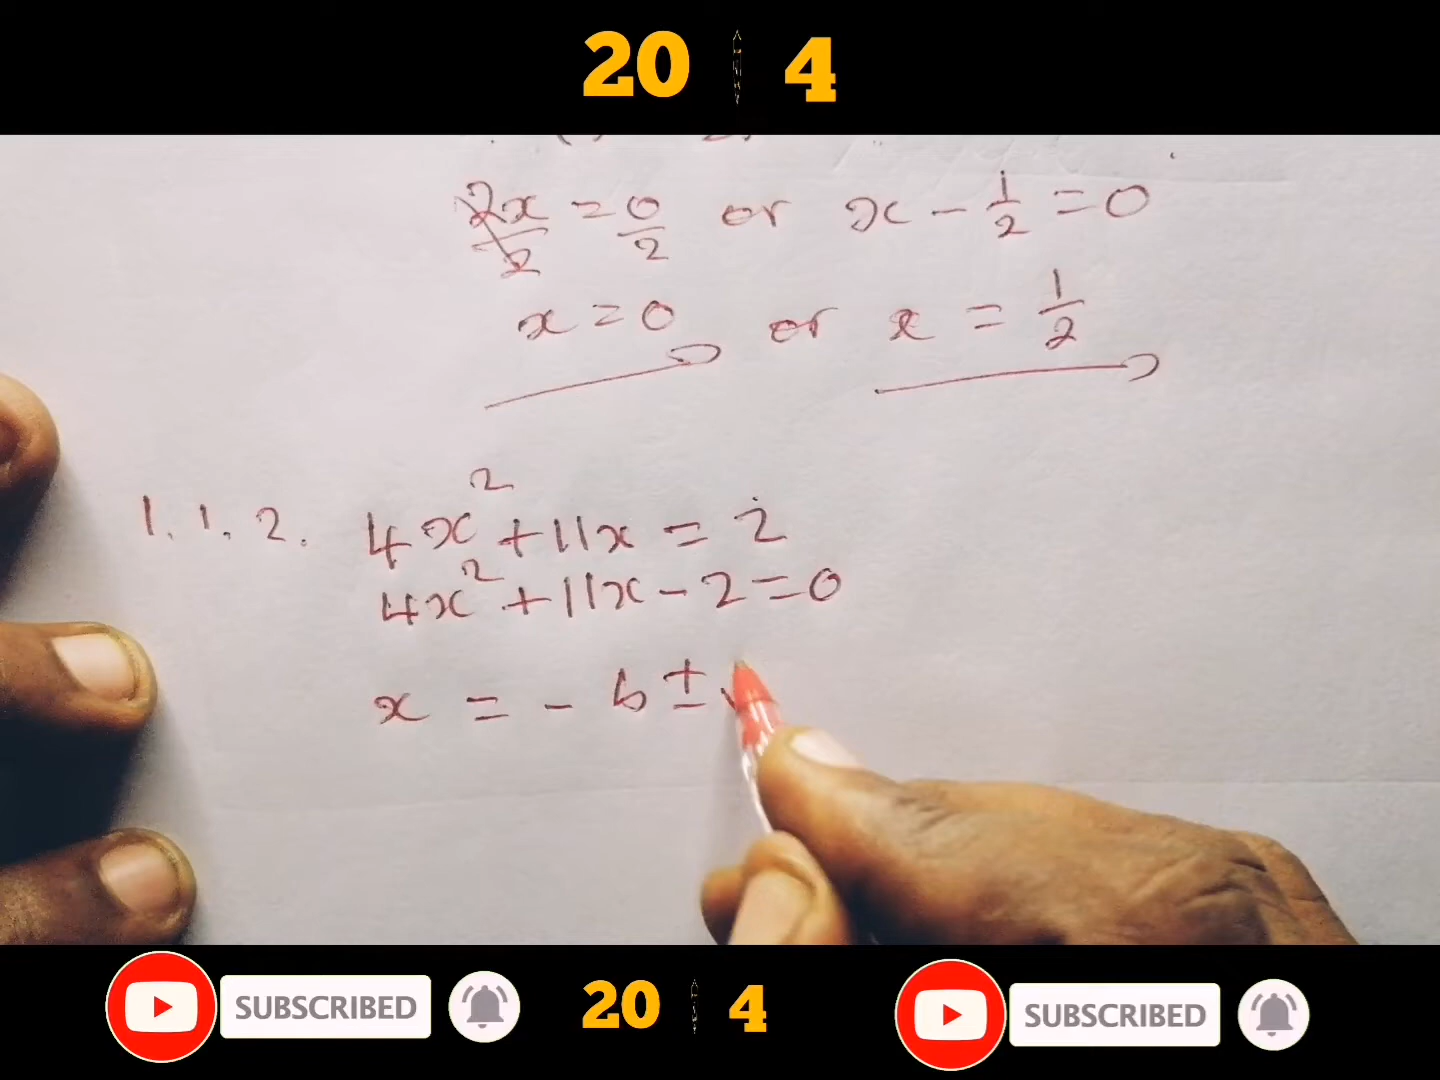 20 4
2x/2 = 0/2 or x - 1/2 = 0
x = 0 or x = 1/2
1.1.2. 4x² + 11x = 2
4x² + 11x - 2 = 0
x = - b ±
SUBSCRIBED 20 4 SUBSCRIBED